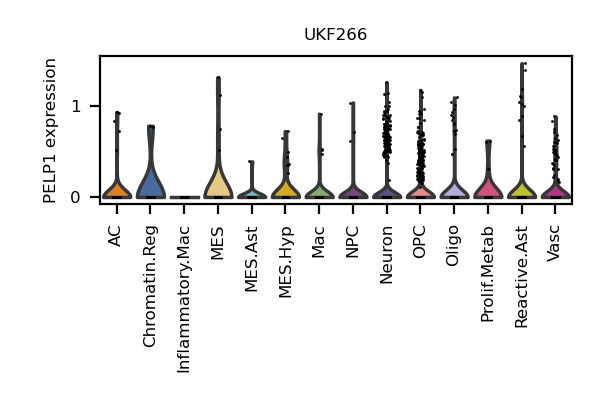 UKF266
PELP1 expression
1
0
AC
Chromatin.Reg
Inflammatory.Mac
MES
MES.Ast
MES.Hyp
Mac
NPC
Neuron
OPC
Oligo
Prolif.Metab
Reactive.Ast
Vasc